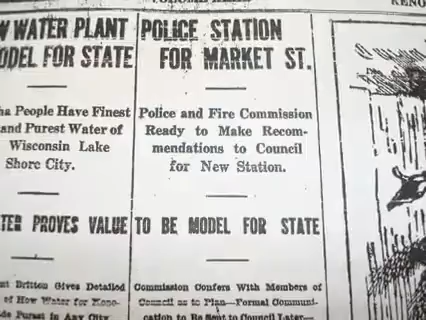 KENO
W WATER PLANT
ODEL FOR STATE
ha People Have Finest
and Purest Water of
Wisconsin Lake
Shore City.
TER PROVES VALUE
nt Britten Gives Detailed
of How Water for Keno-
de Purest in Any City
POLICE STATION
FOR MARKET ST.
Police and Fire Commission
Ready to Make Recom-
mendations to Council
for New Station.
TO BE MODEL FOR STATE
Commission Confers With Members of
Council as to Plan—Formal Communi-
cation to Be Sent to Council Later—